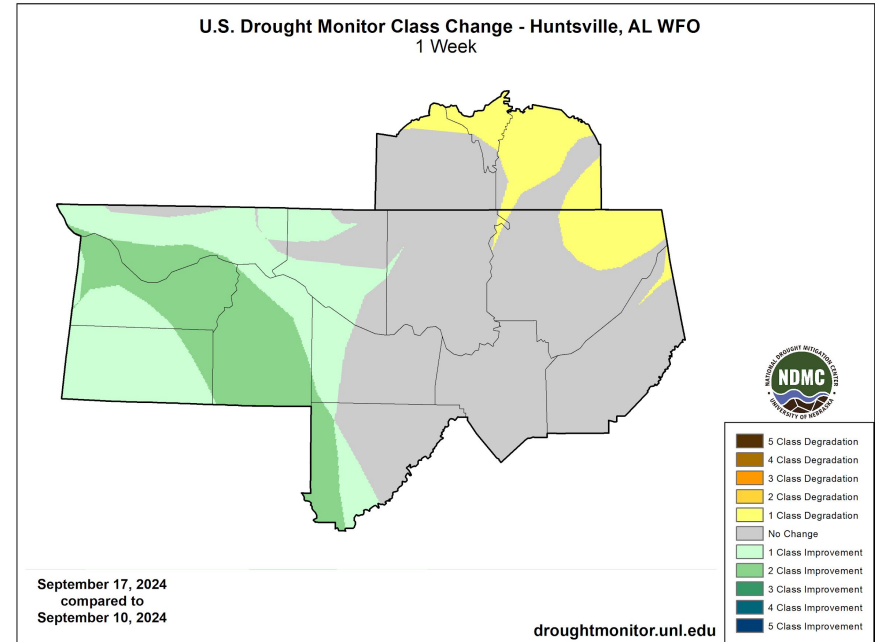 U.S. Drought Monitor Class Change - Huntsville, AL WFO
1 Week
NATIONAL DROUGHT MITIGATION CENTER
NDMC
UNIVERSITY OF NEBRASKA
5 Class Degradation
4 Class Degradation
3 Class Degradation
2 Class Degradation
1 Class Degradation
No Change
1 Class Improvement
2 Class Improvement
3 Class Improvement
4 Class Improvement
5 Class Improvement
September 17, 2024
compared to
September 10, 2024
droughtmonitor.unl.edu